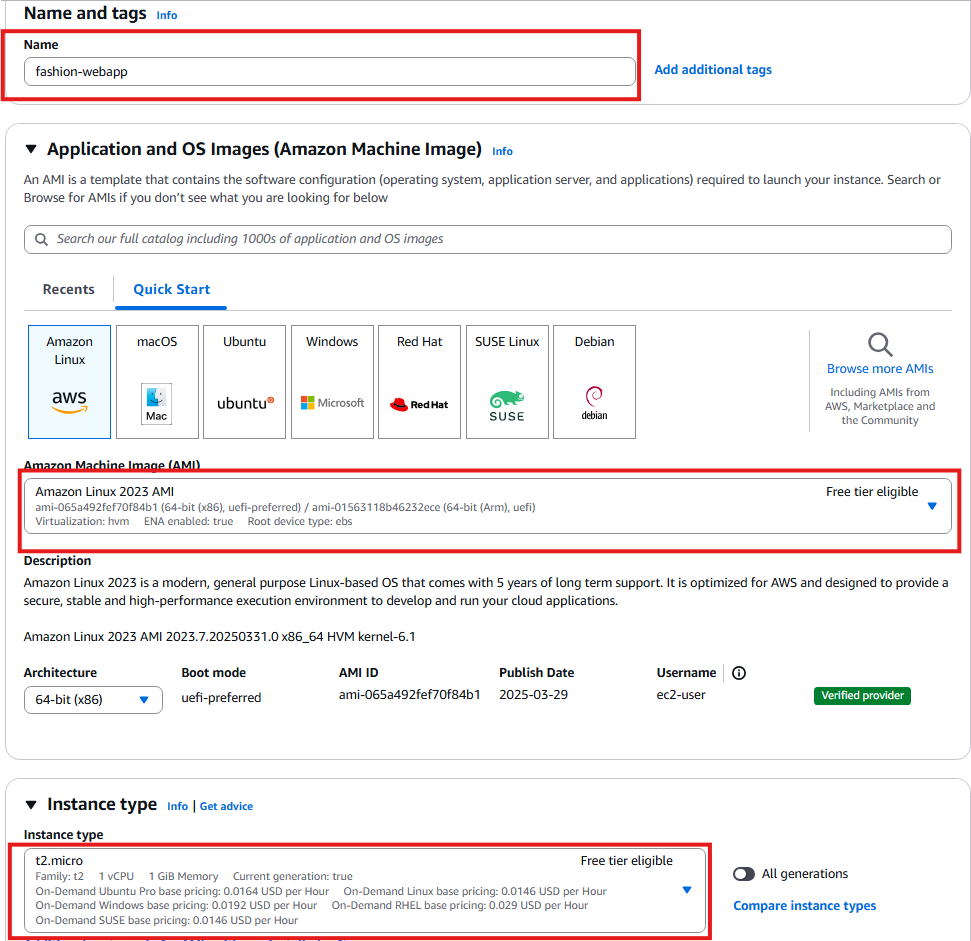 Name and tags Info
Name
fashion-webapp
Add additional tags
Application and OS Images (Amazon Machine Image) Info
An AMI is a template that contains the software configuration (operating system, application server, and applications) required to launch your instance. Search or
Browse for AMIs if you don't see what you are looking for below
Search our full catalog including 1000s of application and OS images
Recents
Quick Start
Amazon
Linux
aws
macOS
Mac
Ubuntu
ubuntu
Windows
Microsoft
Red Hat
Red Hat
SUSE Linux
SUSE
Debian
debian
Browse more AMIs
Including AMIs from
AWS, Marketplace and
the Community
Amazon Machine Image (AMI)
Amazon Linux 2023 AMI
Free tier eligible
ami-065a492fef70f84b1 (64-bit (x86), uefi-preferred) / ami-01563118b46232ece (64-bit (Arm), uefi)
Virtualization: hvm ENA enabled: true Root device type: ebs
Description
Amazon Linux 2023 is a modern, general purpose Linux-based OS that comes with 5 years of long term support. It is optimized for AWS and designed to provide a
secure, stable and high-performance execution environment to develop and run your cloud applications.
Amazon Linux 2023 AMI 2023.7.20250331.0 x86_64 HVM kernel-6.1
Architecture
64-bit (x86)
Boot mode
uefi-preferred
AMI ID
ami-065a492fef70f84b1
Publish Date
2025-03-29
Username
ec2-user
Verified provider
Instance type Info | Get advice
Instance type
t2.micro
Free tier eligible
Family: t2 1 vCPU 1 GiB Memory Current generation: true
On-Demand Ubuntu Pro base pricing: 0.0164 USD per Hour On-Demand Linux base pricing: 0.0146 USD per Hour
On-Demand Windows base pricing: 0.0192 USD per Hour On-Demand RHEL base pricing: 0.029 USD per Hour
On-Demand SUSE base pricing: 0.0146 USD per Hour
All generations
Compare instance types